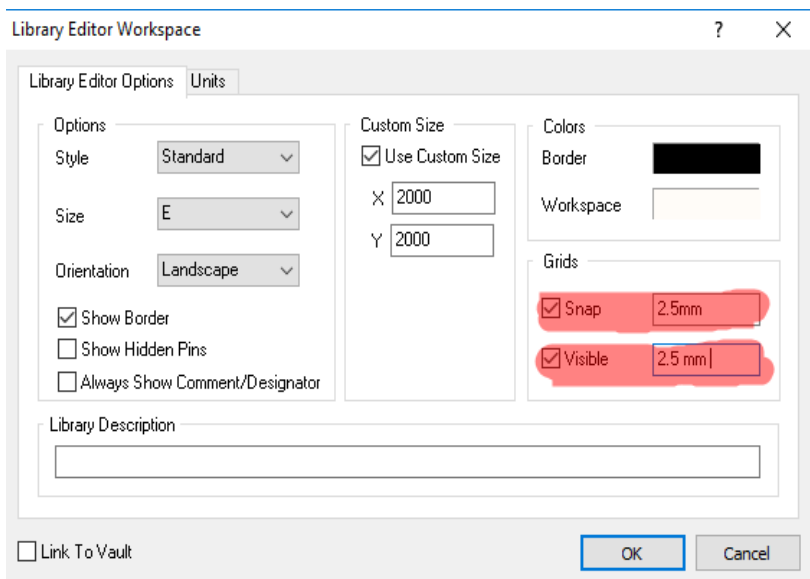 Library Editor Workspace
?
Library Editor Options
Units
Options
Style
Standard
Size
E
Orientation
Landscape
Show Border
Show Hidden Pins
Always Show Comment/Designator
Custom Size
Use Custom Size
X 2000
Y 2000
Colors
Border
Workspace
Grids
Snap 2.5mm
Visible 2.5 mm
Library Description
Link To Vault
OK
Cancel